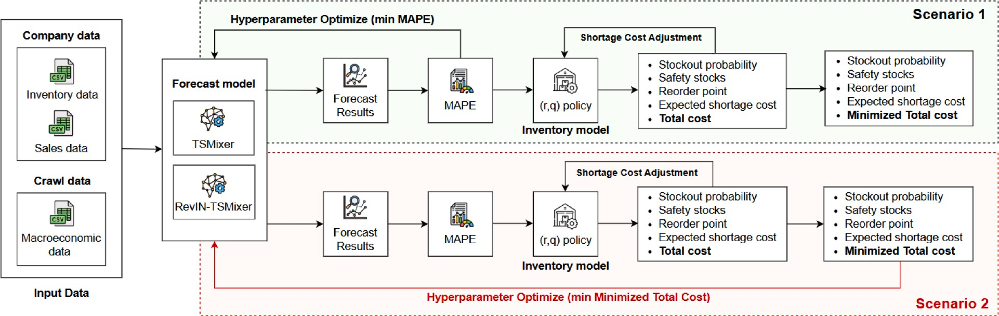 Company data
CSV
Inventory data
CSV
Sales data
Crawl data
CSV
Macroeconomic
data
Input Data
Forecast model
TSMixer
RevIN-TSMixer
Scenario 1
Hyperparameter Optimize (min MAPE)
Forecast
Results
MAPE
(r,q) policy
Inventory model
Shortage Cost Adjustment
• Stockout probability
• Safety stocks
• Reorder point
• Expected shortage cost
• Total cost
• Stockout probability
• Safety stocks
• Reorder point
• Expected shortage cost
• Minimized Total cost
Forecast
Results
MAPE
(r,q) policy
Inventory model
Shortage Cost Adjustment
• Stockout probability
• Safety stocks
• Reorder point
• Expected shortage cost
• Total cost
• Stockout probability
• Safety stocks
• Reorder point
• Expected shortage cost
• Minimized Total cost
Hyperparameter Optimize (min Minimized Total Cost)
Scenario 2